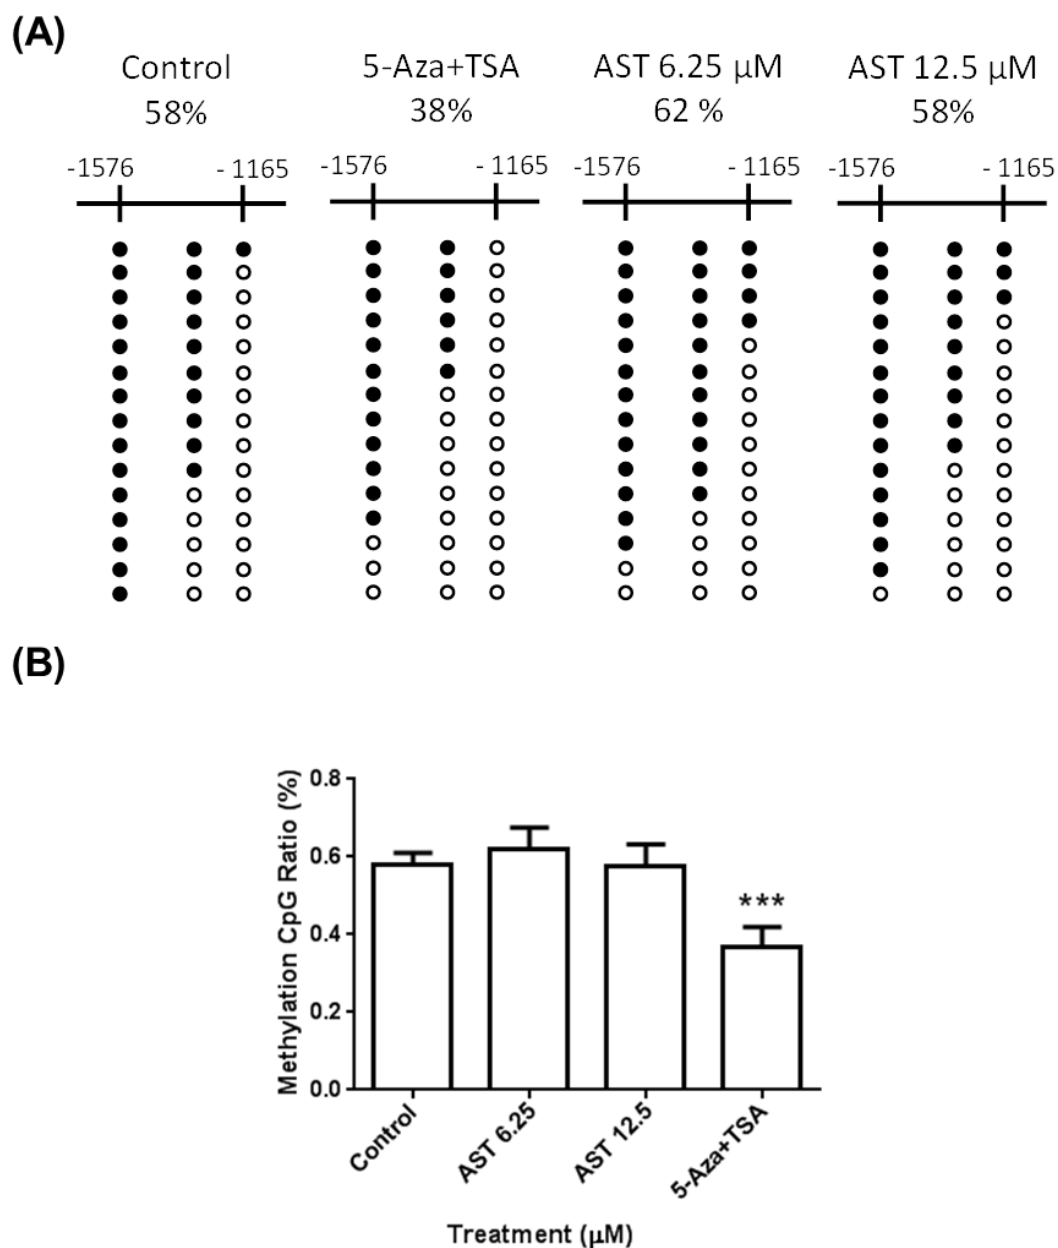 (A)
Control 5-Aza+TSA AST 6.25 µM AST 12.5 µM
58% 38% 62 % 58%
-1576 - 1165 -1576 - 1165 -1576 - 1165 -1576 - 1165
(B)
Methylation CpG Ratio (%)
0.8
0.6
0.4
0.2
0.0
***
Control AST 6.25 AST 12.5 5-Aza+TSA
Treatment (µM)